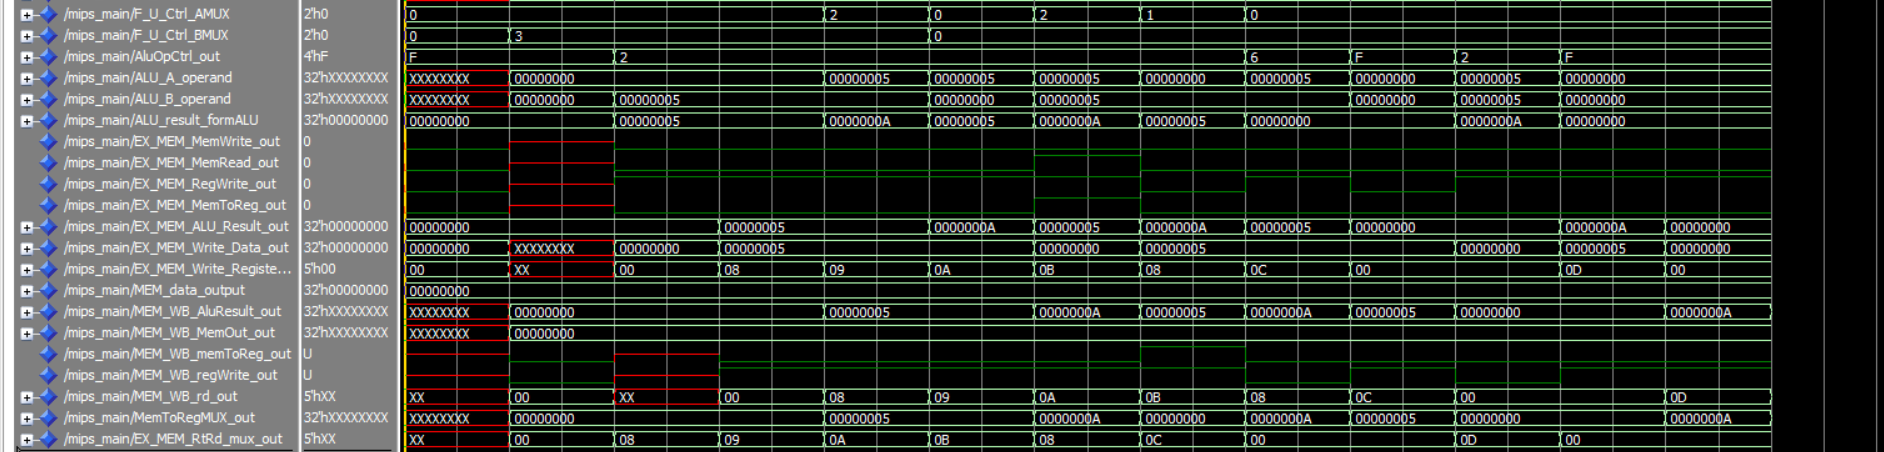 /mips_main/F_U_Ctrl_AMUX 2'h0 0 2 0 2 1 0
/mips_main/F_U_Ctrl_BMUX 2'h0 0 3 0
/mips_main/AluOpCtrl_out 4'hF F 2 6 F 2 F
/mips_main/ALU_A_operand 32'hXXXXXXXX XXXXXXXX 00000000 00000005 00000005 00000005 00000000 00000005 00000000 00000005 00000000
/mips_main/ALU_B_operand 32'hXXXXXXXX XXXXXXXX 00000000 00000005 00000000 00000005 00000000 00000005 00000000
/mips_main/ALU_result_formALU 32'h00000000 00000000 00000005 0000000A 00000005 0000000A 00000005 00000000 0000000A 00000000
/mips_main/EX_MEM_MemWrite_out 0
/mips_main/EX_MEM_MemRead_out 0
/mips_main/EX_MEM_RegWrite_out 0
/mips_main/EX_MEM_MemToReg_out 0
/mips_main/EX_MEM_ALU_Result_out 32'h00000000 00000000 00000005 0000000A 00000005 0000000A 00000005 00000000 0000000A 00000000
/mips_main/EX_MEM_Write_Data_out 32'h00000000 00000000 XXXXXXXX 00000000 00000005 00000000 00000005 00000000 00000005 00000000
/mips_main/EX_MEM_Write_Registe... 5'h00 00 XX 00 08 09 0A 0B 08 0C 00 0D 00
/mips_main/MEM_data_output 32'h00000000 00000000
/mips_main/MEM_WB_AluResult_out 32'hXXXXXXXX XXXXXXXX 00000000 00000005 0000000A 00000005 0000000A 00000005 00000000 0000000A
/mips_main/MEM_WB_MemOut_out 32'hXXXXXXXX XXXXXXXX 00000000
/mips_main/MEM_WB_memToReg_out U
/mips_main/MEM_WB_regWrite_out U
/mips_main/MEM_WB_rd_out 5'hXX XX 00 XX 00 08 09 0A 0B 08 0C 00 0D
/mips_main/MemToRegMUX_out 32'hXXXXXXXX XXXXXXXX 00000000 00000005 0000000A 00000000 0000000A 00000005 00000000 0000000A
/mips_main/EX_MEM_RtRd_mux_out 5'hXX XX 00 08 09 0A 0B 08 0C 00 0D 00